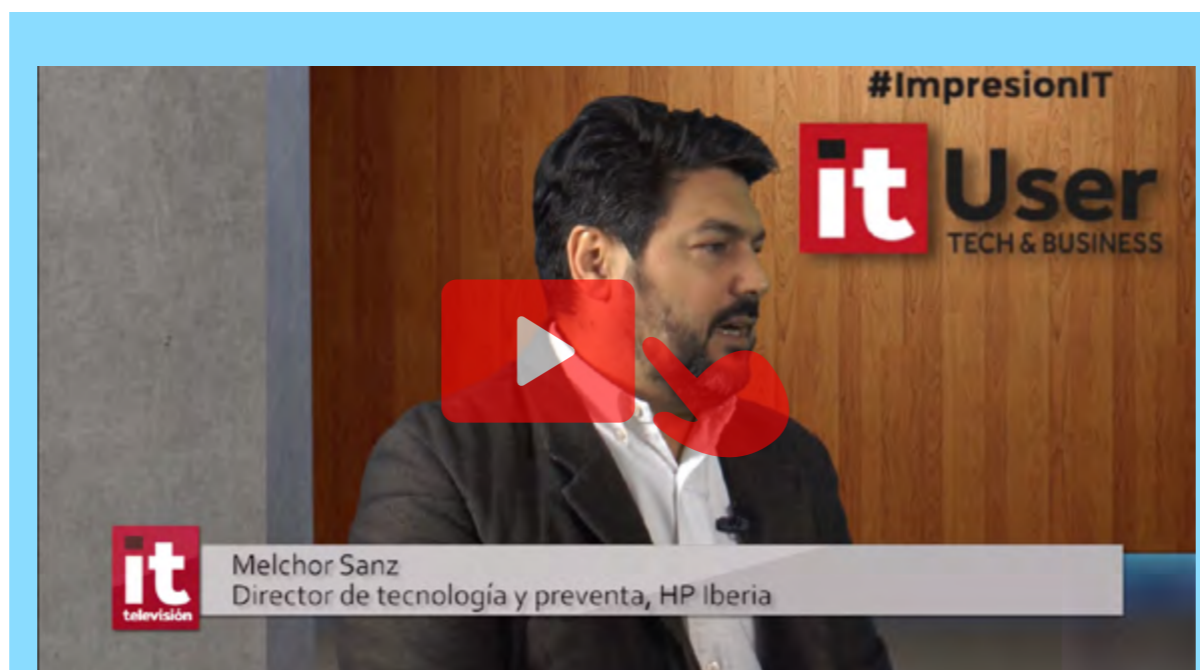 #ImpresionIT
it User
TECH & BUSINESS
it
televisión
Melchor Sanz
Director de tecnología y preventa, HP Iberia